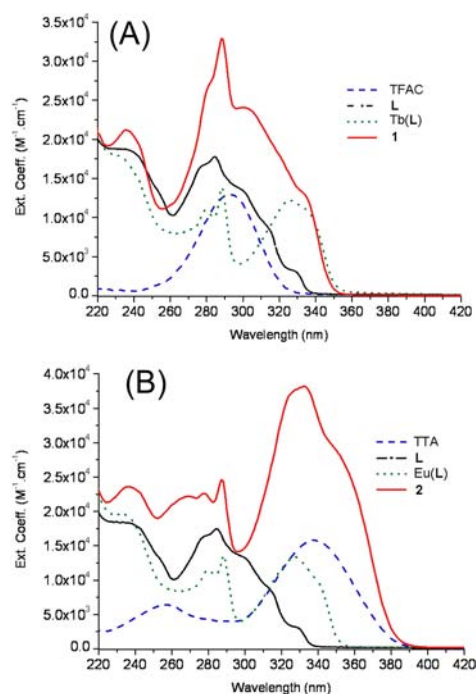 (A)
3.5x10⁴
3.0x10⁴
2.5x10⁴
2.0x10⁴
1.5x10⁴
1.0x10⁴
5.0x10³
0.0
Ext. Coeff. (M⁻¹.cm⁻¹)
TFAC
L
Tb(L)
1
220 240 260 280 300 320 340 360 380 400 420
Wavelength (nm)
(B)
4.0x10⁴
3.5x10⁴
3.0x10⁴
2.5x10⁴
2.0x10⁴
1.5x10⁴
1.0x10⁴
5.0x10³
0.0
Ext. Coeff. (M⁻¹.cm⁻¹)
TTA
L
Eu(L)
2
220 240 260 280 300 320 340 360 380 400 420
Wavelength (nm)